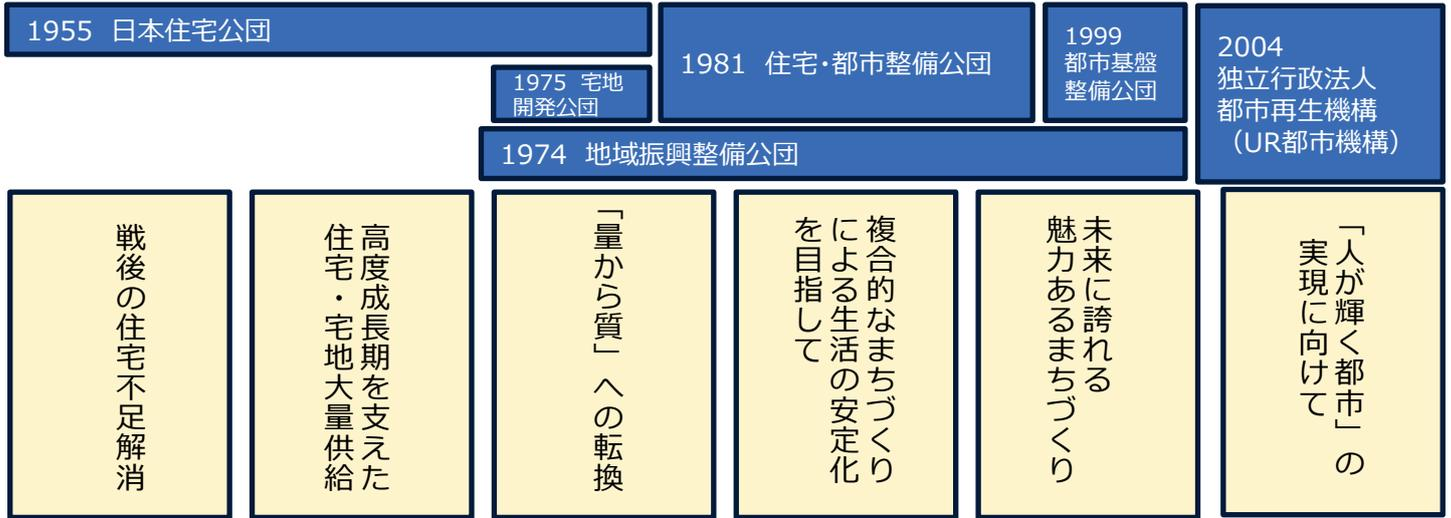 1955 日本住宅公団
1975 宅地
開発公団
1981 住宅・都市整備公団
1999
都市基盤
整備公団
2004
独立行政法人
都市再生機構
（UR都市機構）
1974 地域振興整備公団
戦後の住宅不足解消
高度成長期を支えた
住宅・宅地大量供給
「量から質」への転換
複合的なまちづくり
による生活の安定化
を目指して
未来に誇れる
魅力あるまちづくり
「人が輝く都市」の
実現に向けて